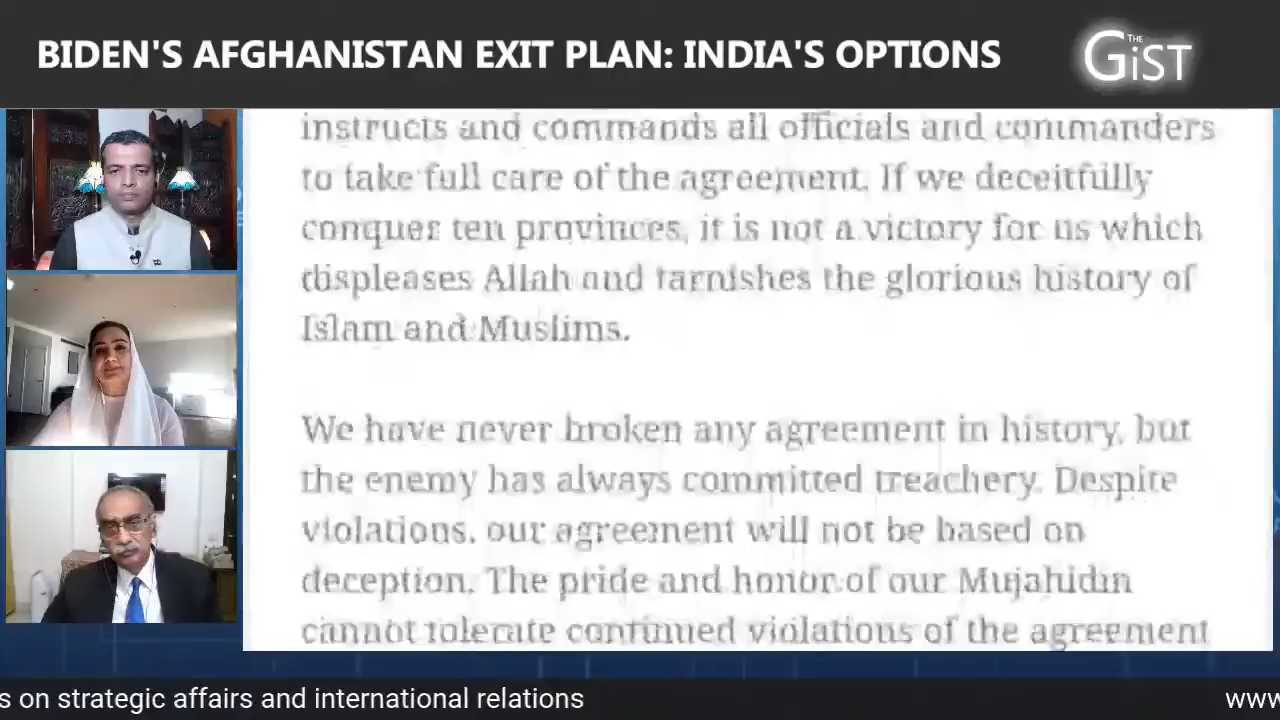 BIDEN'S AFGHANISTAN EXIT PLAN: INDIA'S OPTIONS
THE
GiST
instructs and commands all officials and commanders
to take full care of the agreement. If we deceitfully
conquer ten provinces, it is not a victory for us which
displeases Allah and tarnishes the glorious history of
Islam and Muslims.
We have never broken any agreement in history, but
the enemy has always committed treachery. Despite
violations, our agreement will not be based on
deception. The pride and honor of our Mujahidin
cannot tolerate continued violations of the agreement
s on strategic affairs and international relations
www